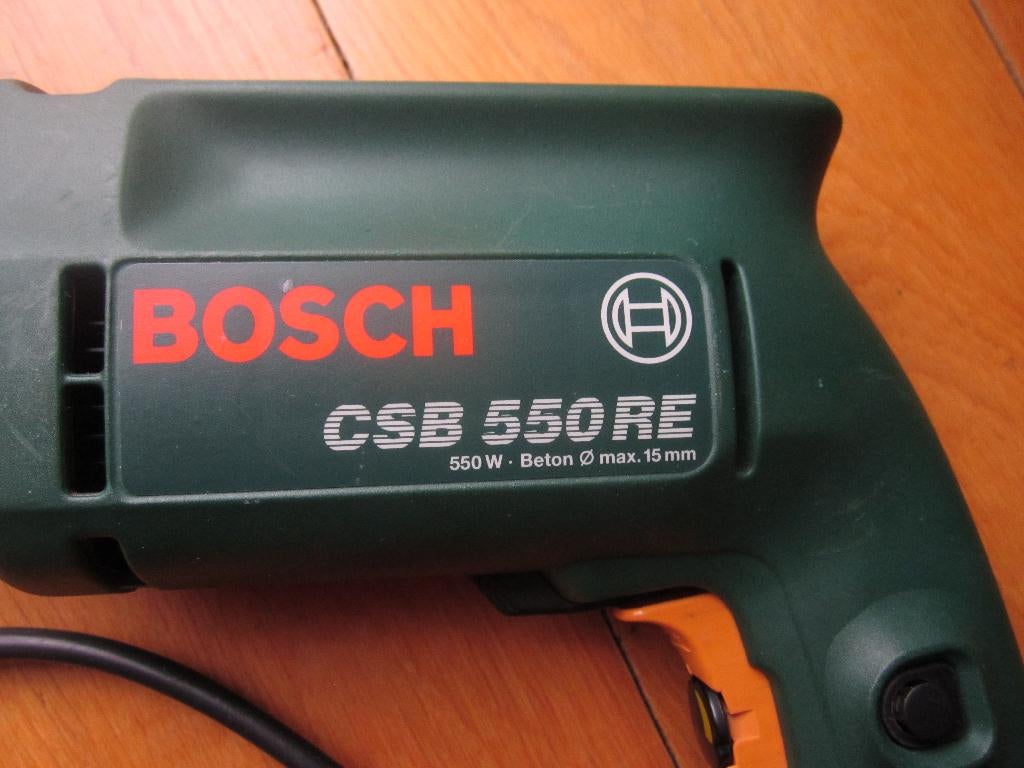 BOSCH
CSB 550 RE
550 W · Beton Ø max. 15 mm